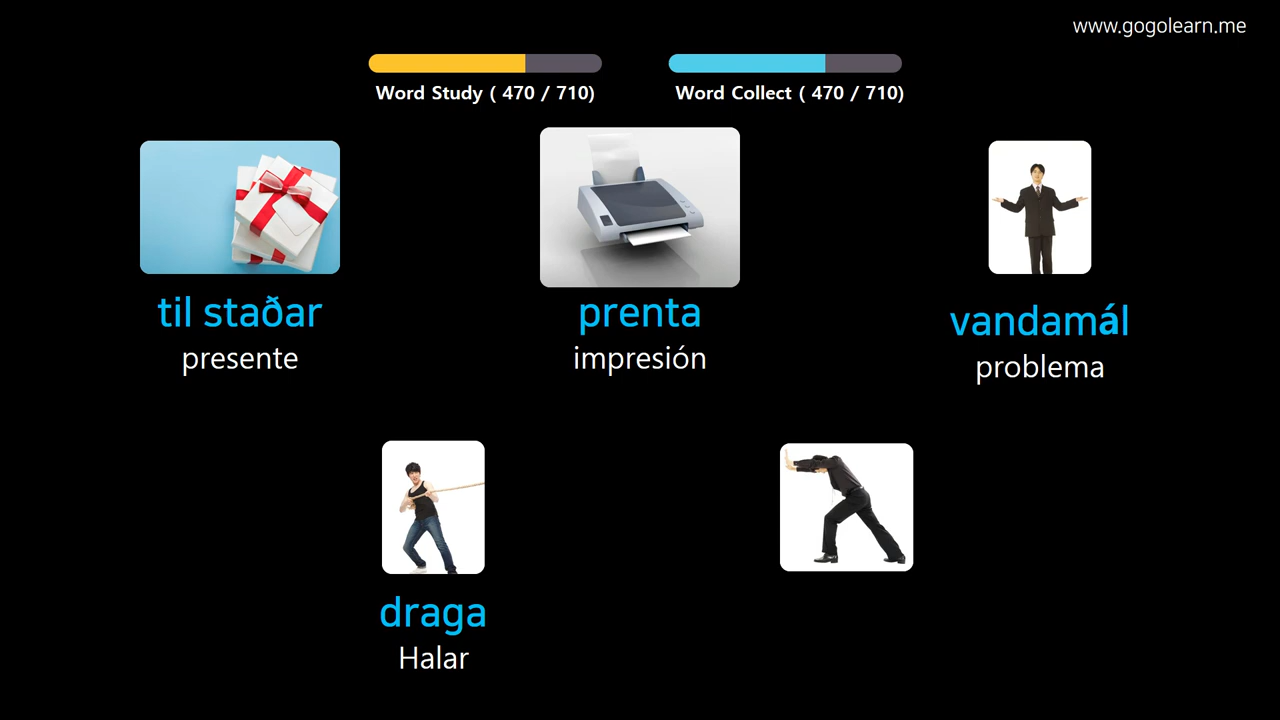 www.gogolearn.me
Word Study ( 470 / 710)
Word Collect ( 470 / 710)
til staðar
presente
prenta
impresión
vandamál
problema
draga
Halar